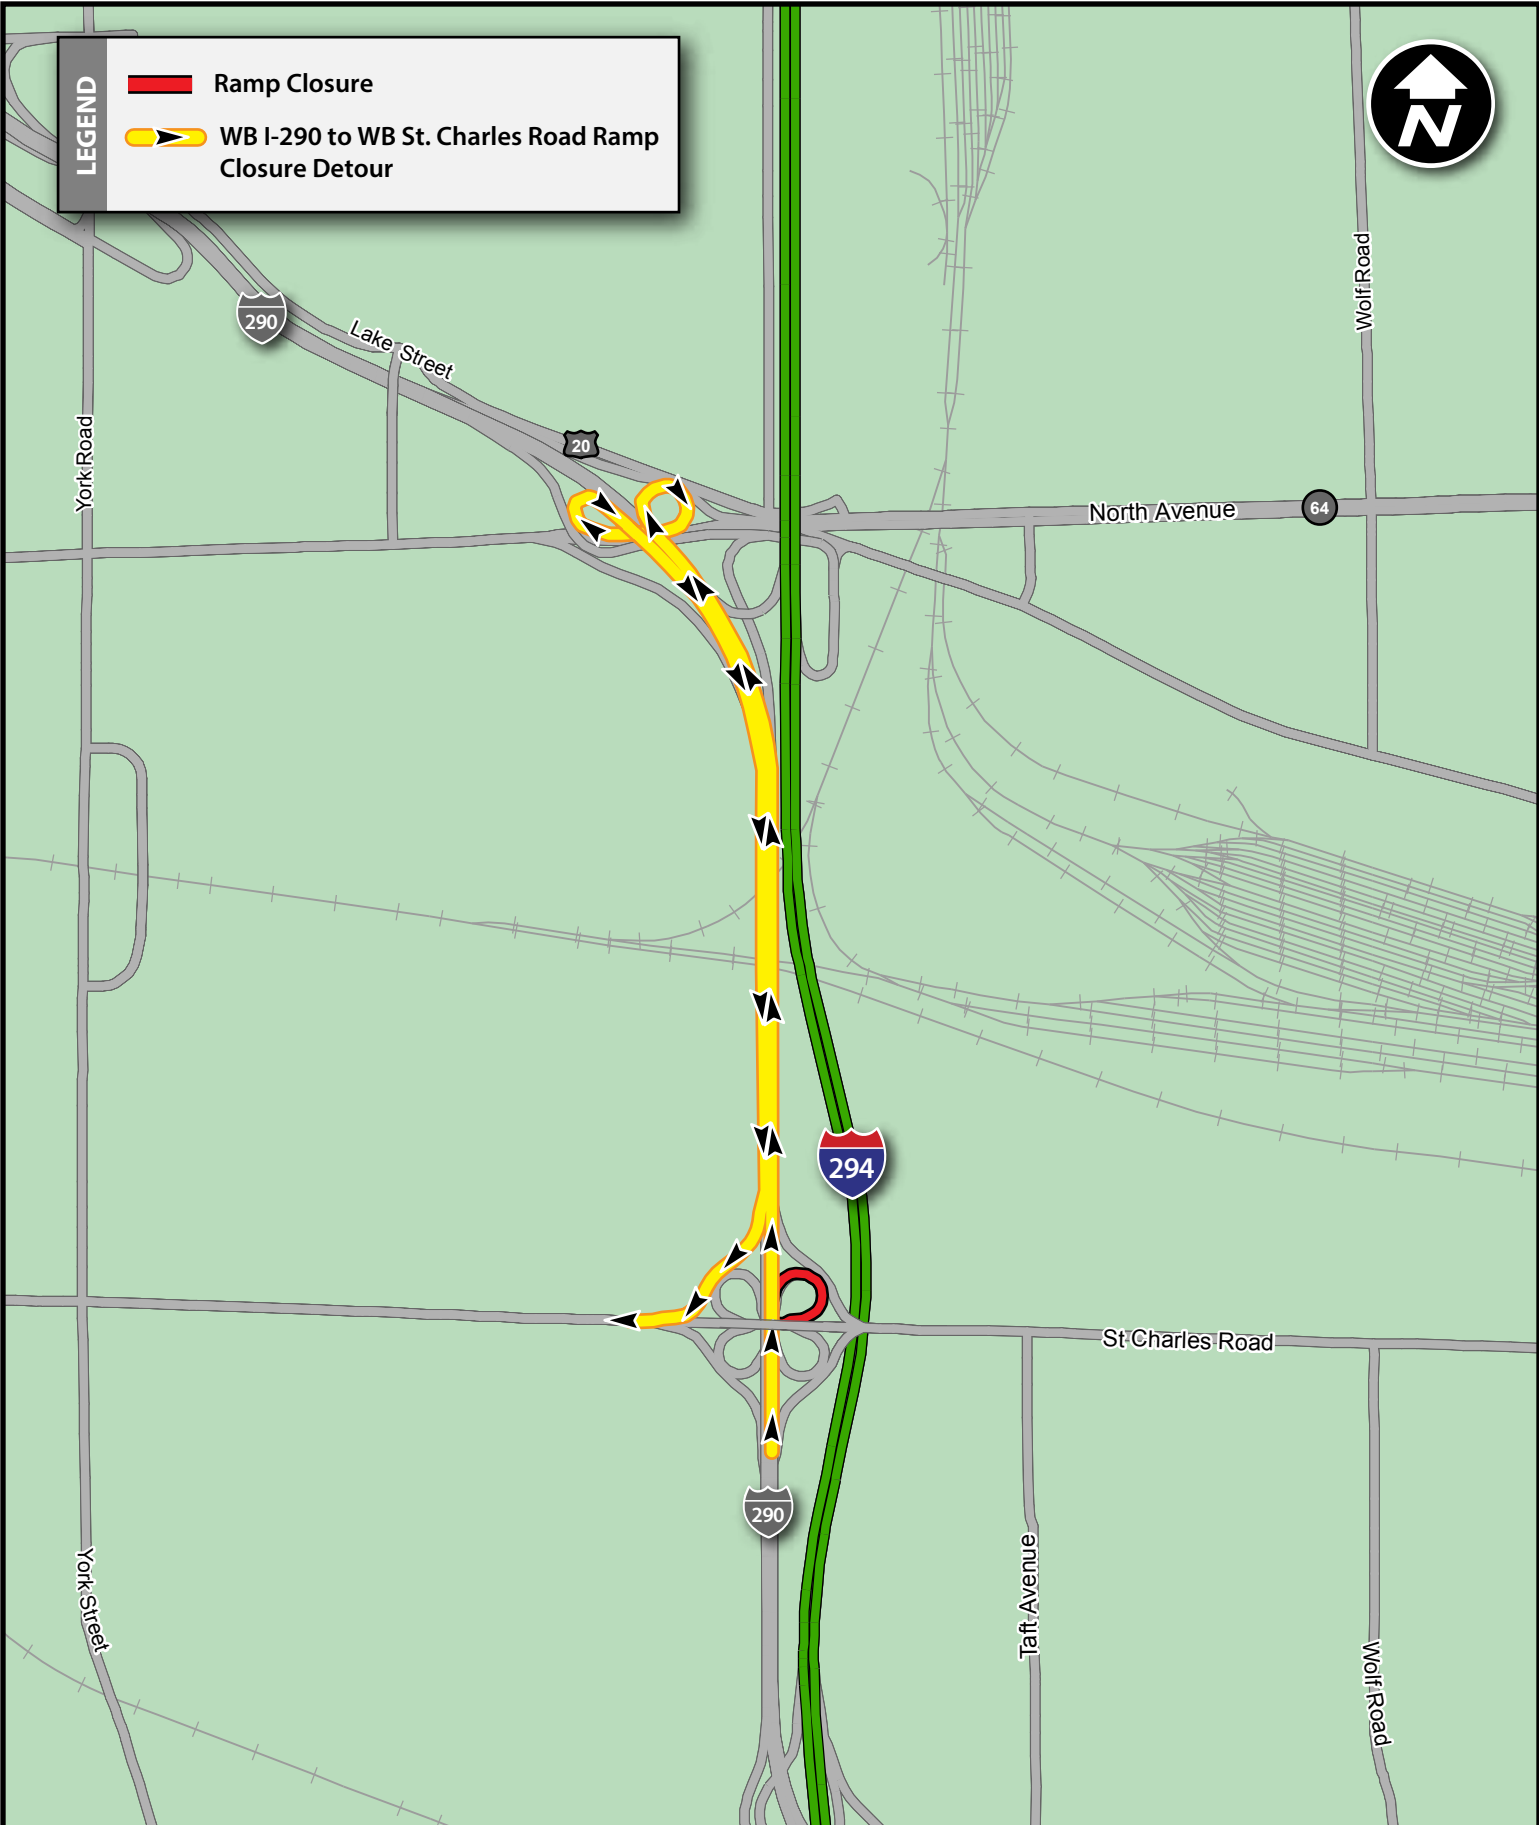 LEGEND
Ramp Closure
WB I-290 to WB St. Charles Road Ramp
Closure Detour
N
Wolf Road
290
Lake Street
York Road
20
North Avenue
64
294
St Charles Road
290
York Street
Taft Avenue
Wolf Road